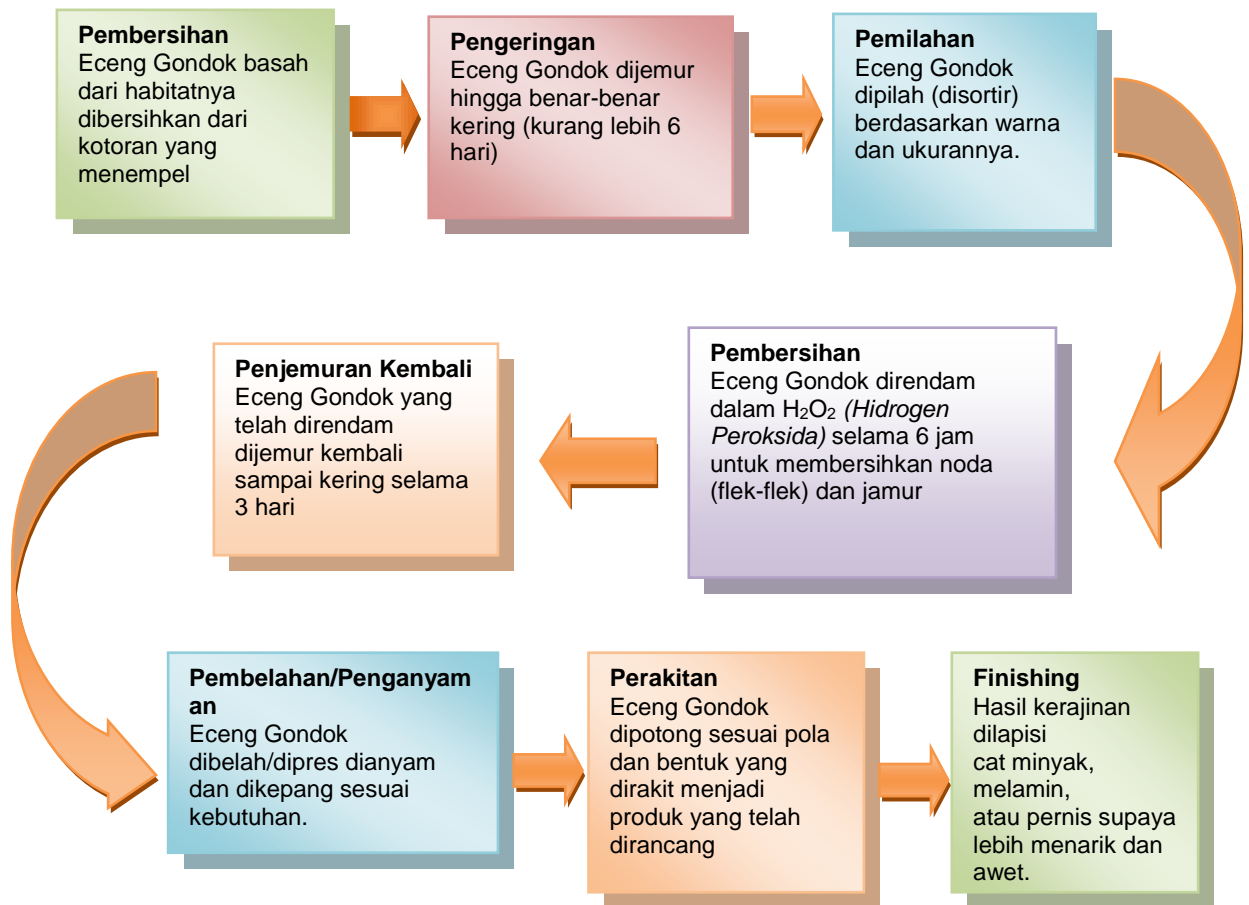 Pembersihan
Eceng Gondok basah
dari habitatnya
dibersihkan dari
kotoran yang
menempel
Pengeringan
Eceng Gondok dijemur
hingga benar-benar
kering (kurang lebih 6
hari)
Pemilahan
Eceng Gondok
dipilah (disortir)
berdasarkan warna
dan ukurannya.
Pembersihan
Eceng Gondok direndam
dalam H₂O₂ (Hidrogen
Peroksida) selama 6 jam
untuk membersihkan noda
(flek-flek) dan jamur
Penjemuran Kembali
Eceng Gondok yang
telah direndam
dijemur kembali
sampai kering selama
3 hari
Pembelahan/Penganyam
an
Eceng Gondok
dibelah/dipres dianyam
dan dikepang sesuai
kebutuhan.
Perakitan
Eceng Gondok
dipotong sesuai pola
dan bentuk yang
dirakit menjadi
produk yang telah
dirancang
Finishing
Hasil kerajinan
dilapisi
cat minyak,
melamin,
atau pernis supaya
lebih menarik dan
awet.